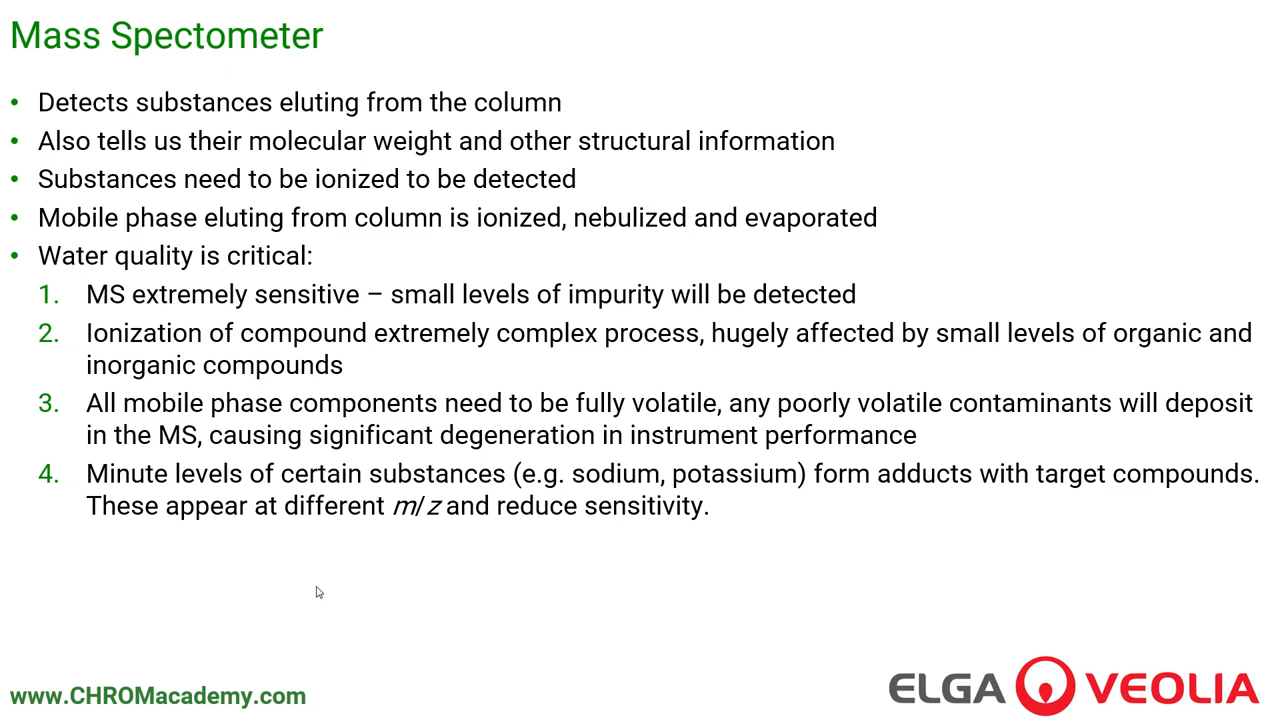 Mass Spectometer
• Detects substances eluting from the column
• Also tells us their molecular weight and other structural information
• Substances need to be ionized to be detected
• Mobile phase eluting from column is ionized, nebulized and evaporated
• Water quality is critical:
1. MS extremely sensitive – small levels of impurity will be detected
2. Ionization of compound extremely complex process, hugely affected by small levels of organic and
inorganic compounds
3. All mobile phase components need to be fully volatile, any poorly volatile contaminants will deposit
in the MS, causing significant degeneration in instrument performance
4. Minute levels of certain substances (e.g. sodium, potassium) form adducts with target compounds.
These appear at different m/z and reduce sensitivity.
www.CHROMacademy.com
ELGA VEOLIA